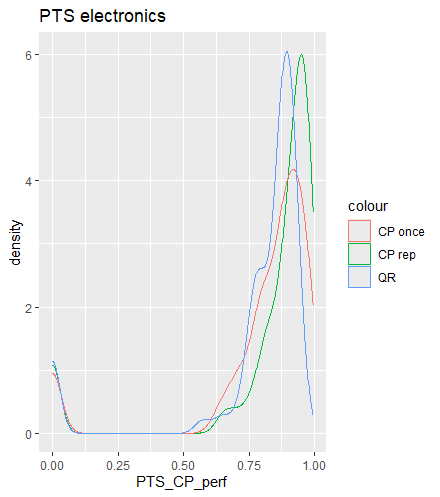 PTS electronics
6
4
2
0
density
0.00 0.25 0.50 0.75 1.00
PTS_CP_perf
colour
CP once
CP rep
QR